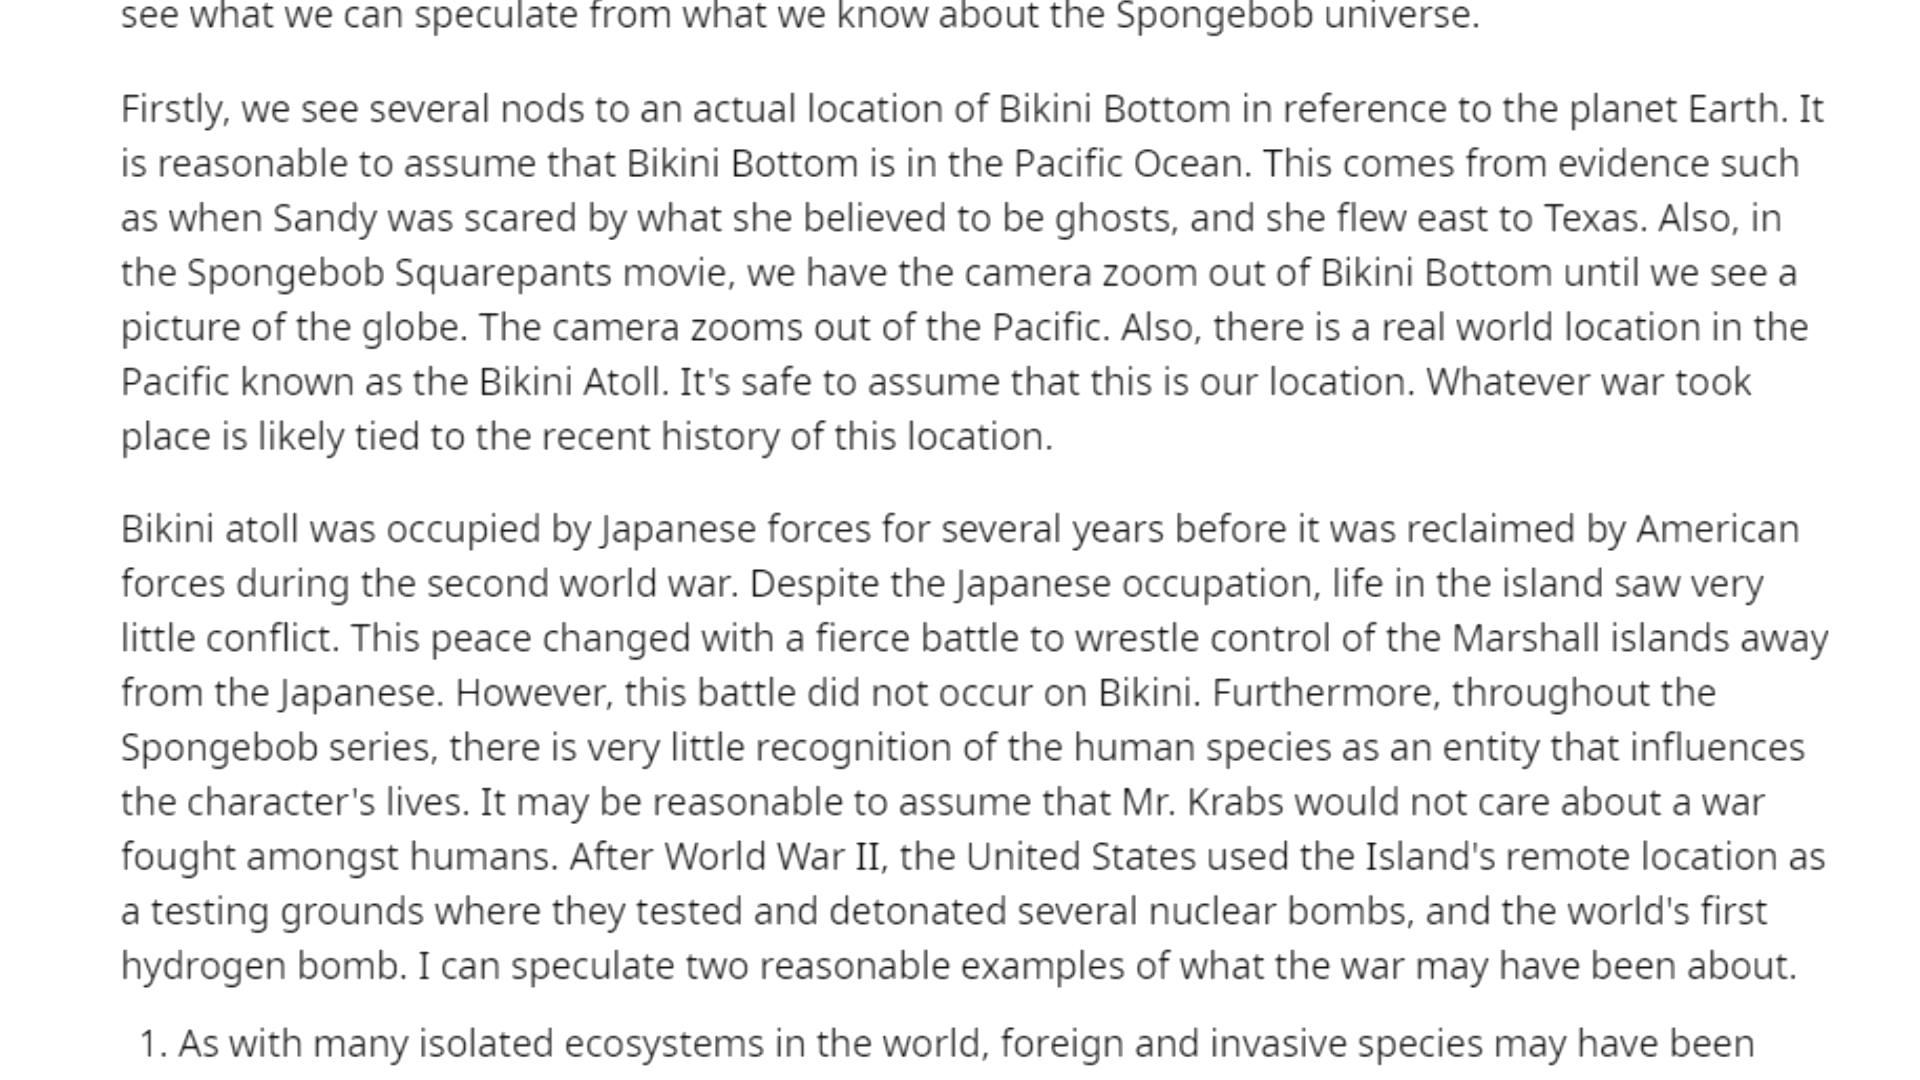 see what we can speculate from what we know about the Spongebob universe.
Firstly, we see several nods to an actual location of Bikini Bottom in reference to the planet Earth. It
is reasonable to assume that Bikini Bottom is in the Pacific Ocean. This comes from evidence such
as when Sandy was scared by what she believed to be ghosts, and she flew east to Texas. Also, in
the Spongebob Squarepants movie, we have the camera zoom out of Bikini Bottom until we see a
picture of the globe. The camera zooms out of the Pacific. Also, there is a real world location in the
Pacific known as the Bikini Atoll. It's safe to assume that this is our location. Whatever war took
place is likely tied to the recent history of this location.
Bikini atoll was occupied by Japanese forces for several years before it was reclaimed by American
forces during the second world war. Despite the Japanese occupation, life in the island saw very
little conflict. This peace changed with a fierce battle to wrestle control of the Marshall islands away
from the Japanese. However, this battle did not occur on Bikini. Furthermore, throughout the
Spongebob series, there is very little recognition of the human species as an entity that influences
the character's lives. It may be reasonable to assume that Mr. Krabs would not care about a war
fought amongst humans. After World War II, the United States used the Island's remote location as
a testing grounds where they tested and detonated several nuclear bombs, and the world's first
hydrogen bomb. I can speculate two reasonable examples of what the war may have been about.
1. As with many isolated ecosystems in the world, foreign and invasive species may have been